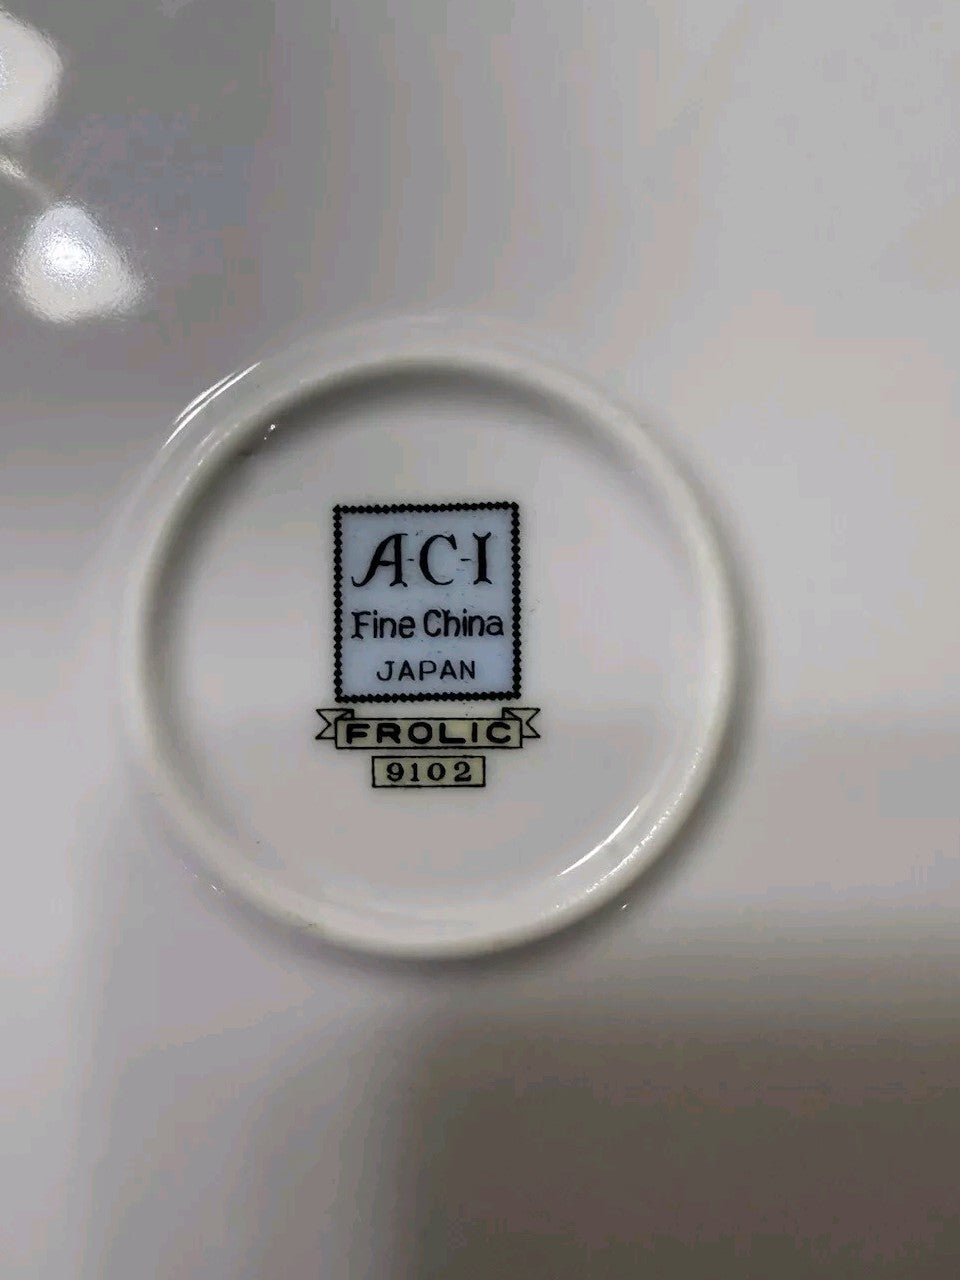 A-C-I
Fine China
JAPAN
FROLIC
9102